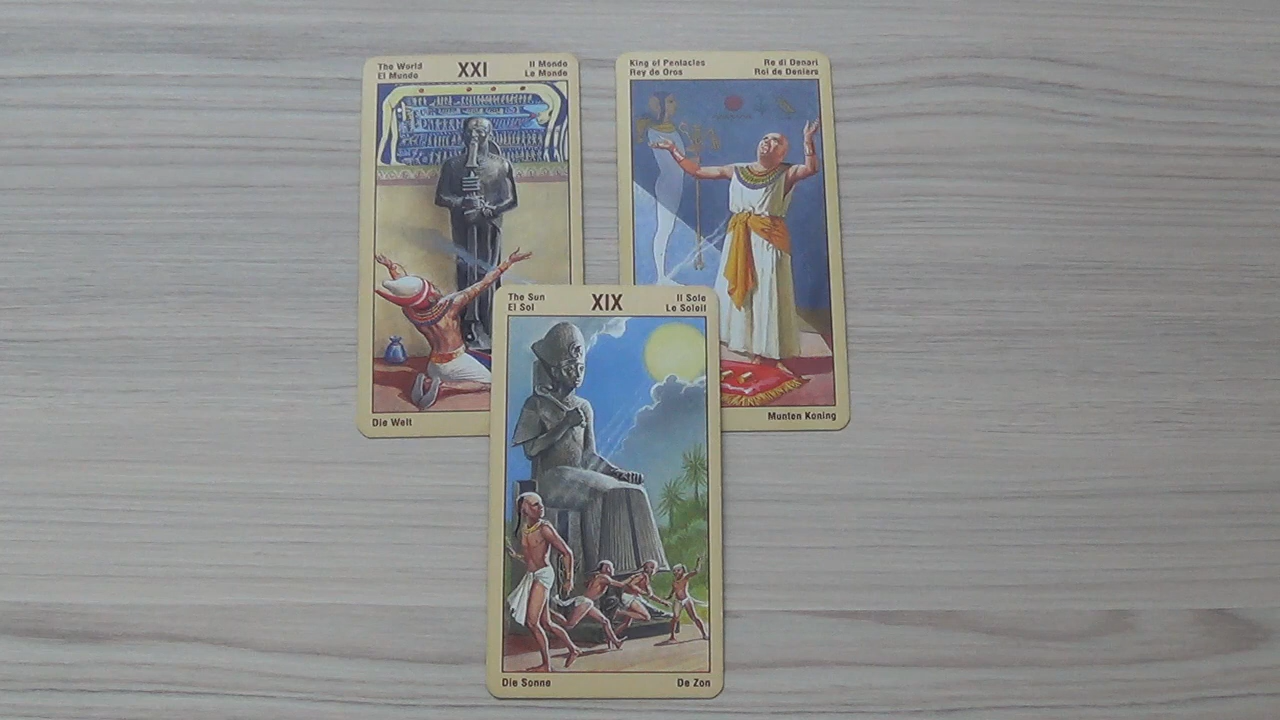 The World XXI Il Mondo
El Mundo Le Monde
Die Welt
King of Pentacles Re di Denari
Rey de Oros Roi de Deniers
Munten Koning
The Sun XIX Il Sole
El Sol Le Soleil
Die Sonne De Zon